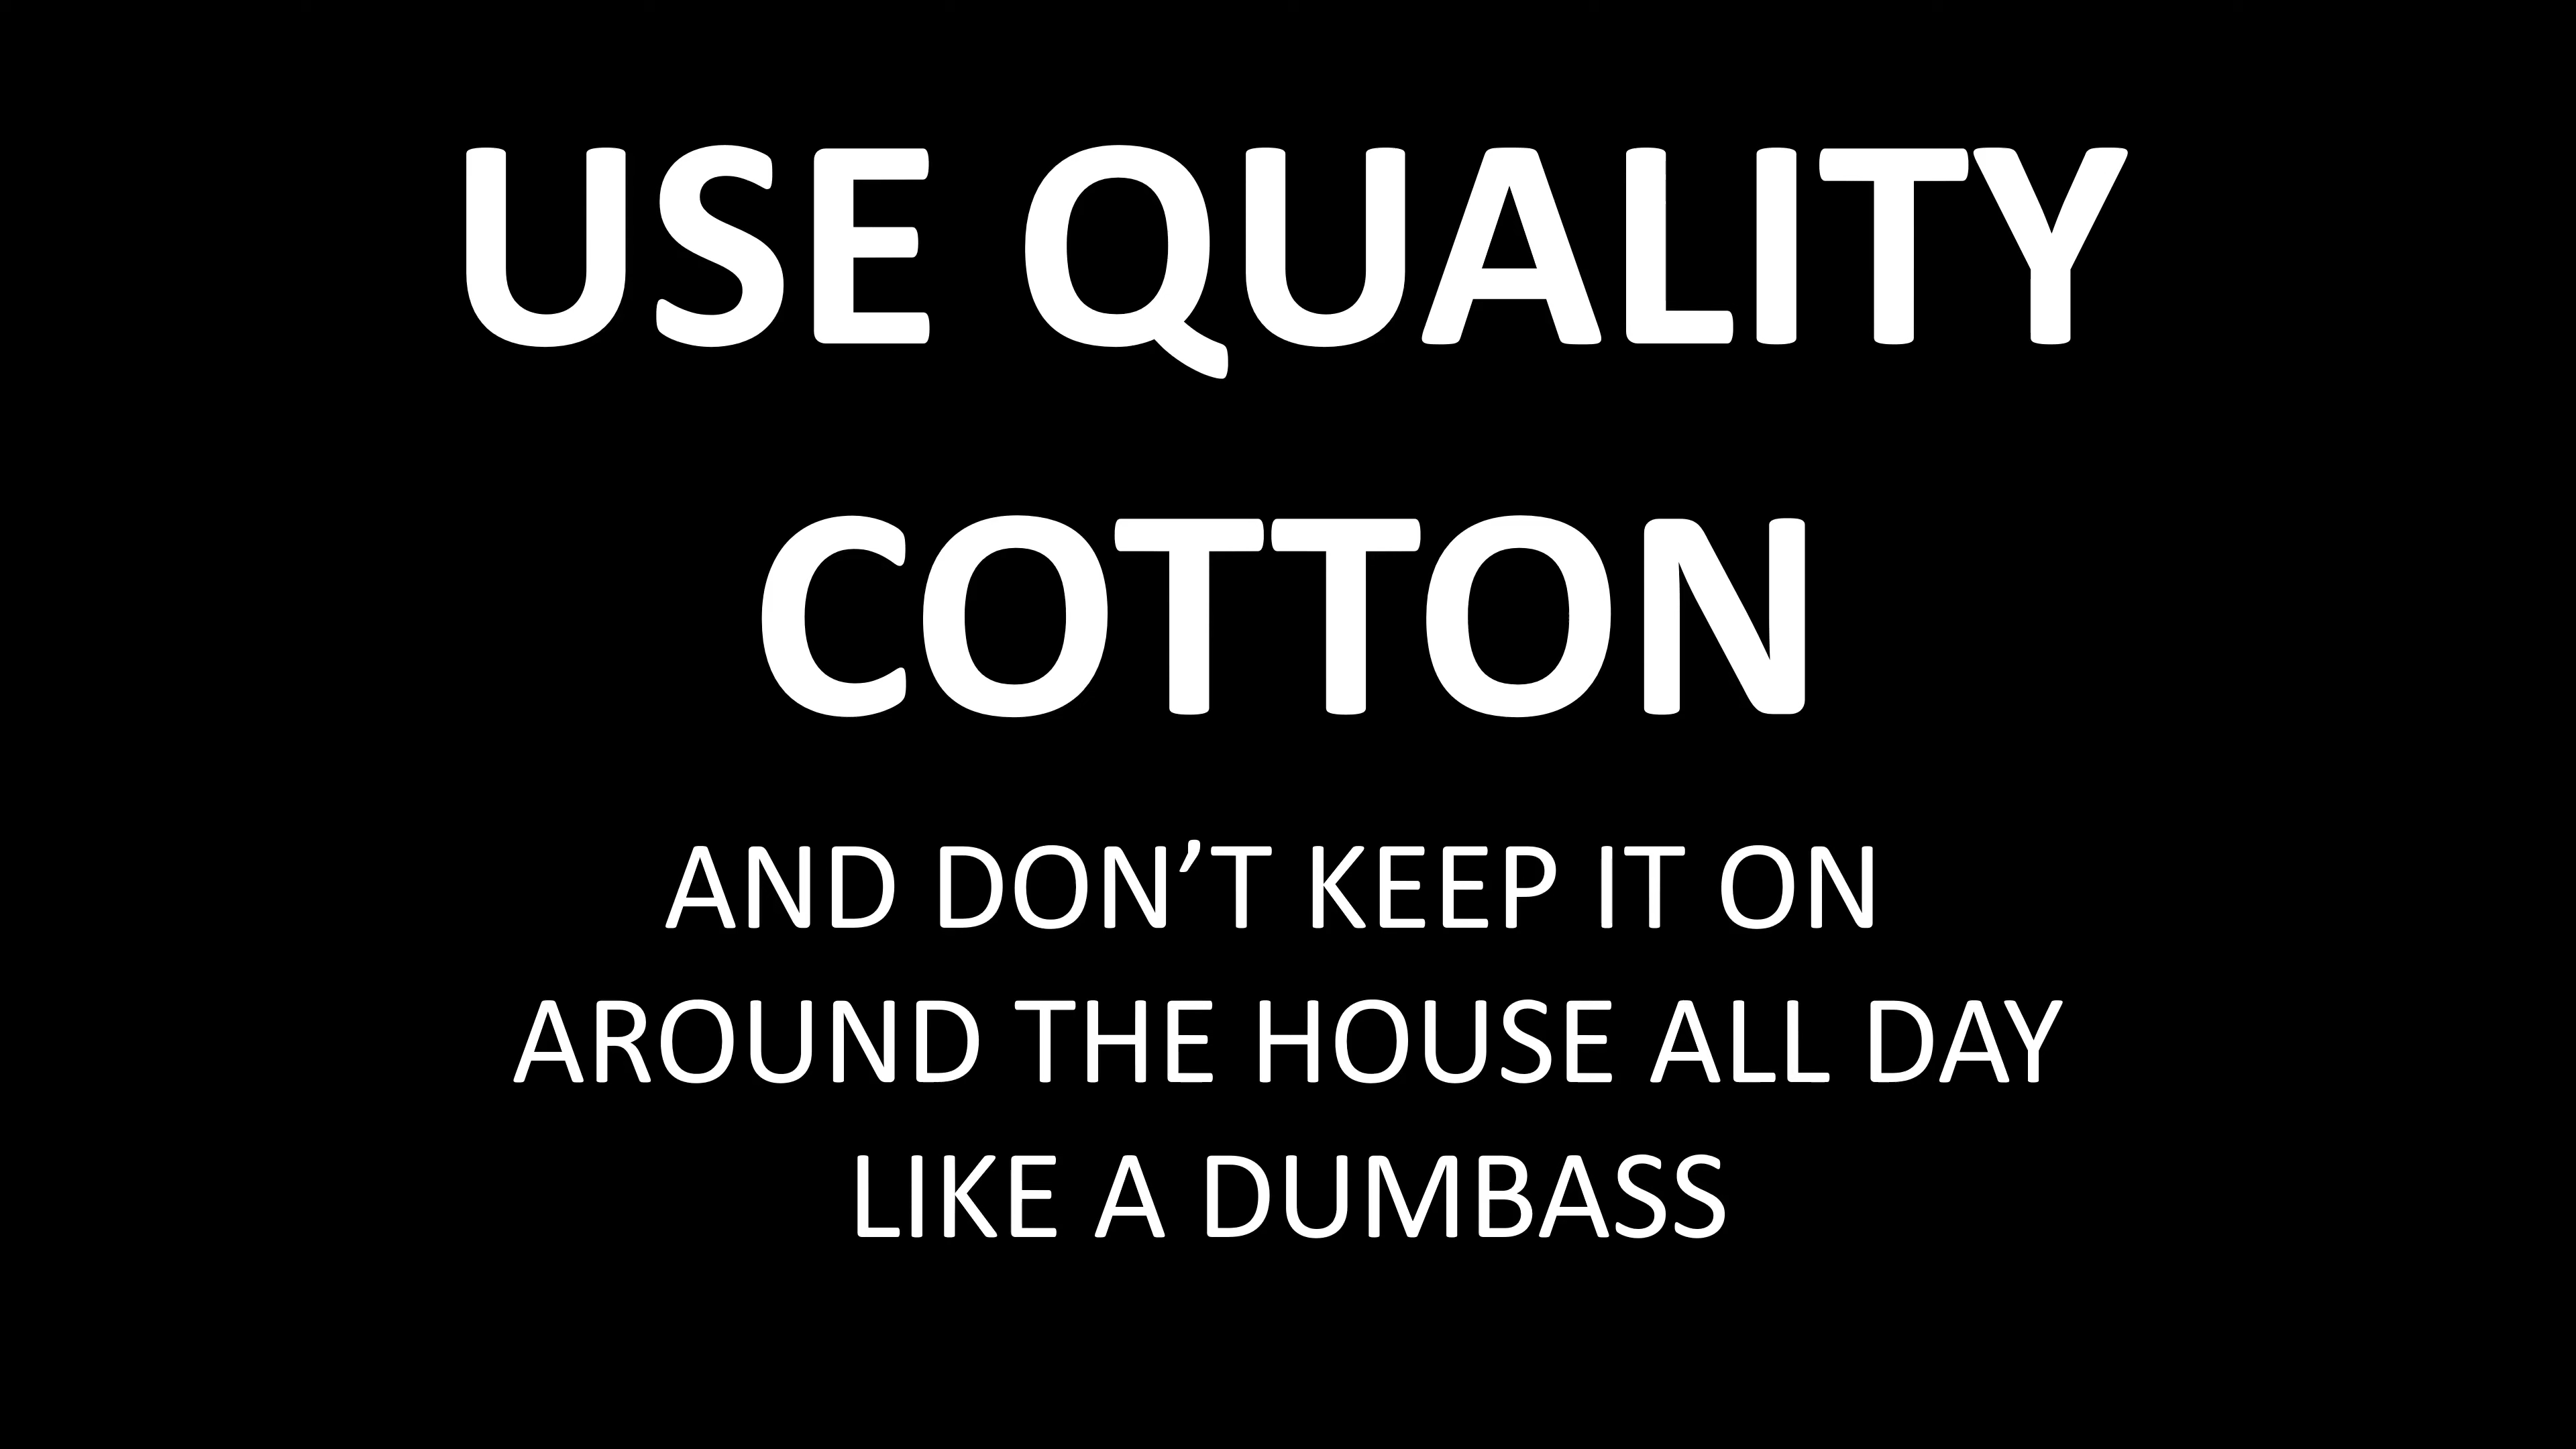 USE QUALITY
COTTON
AND DON’T KEEP IT ON
AROUND THE HOUSE ALL DAY
LIKE A DUMBASS